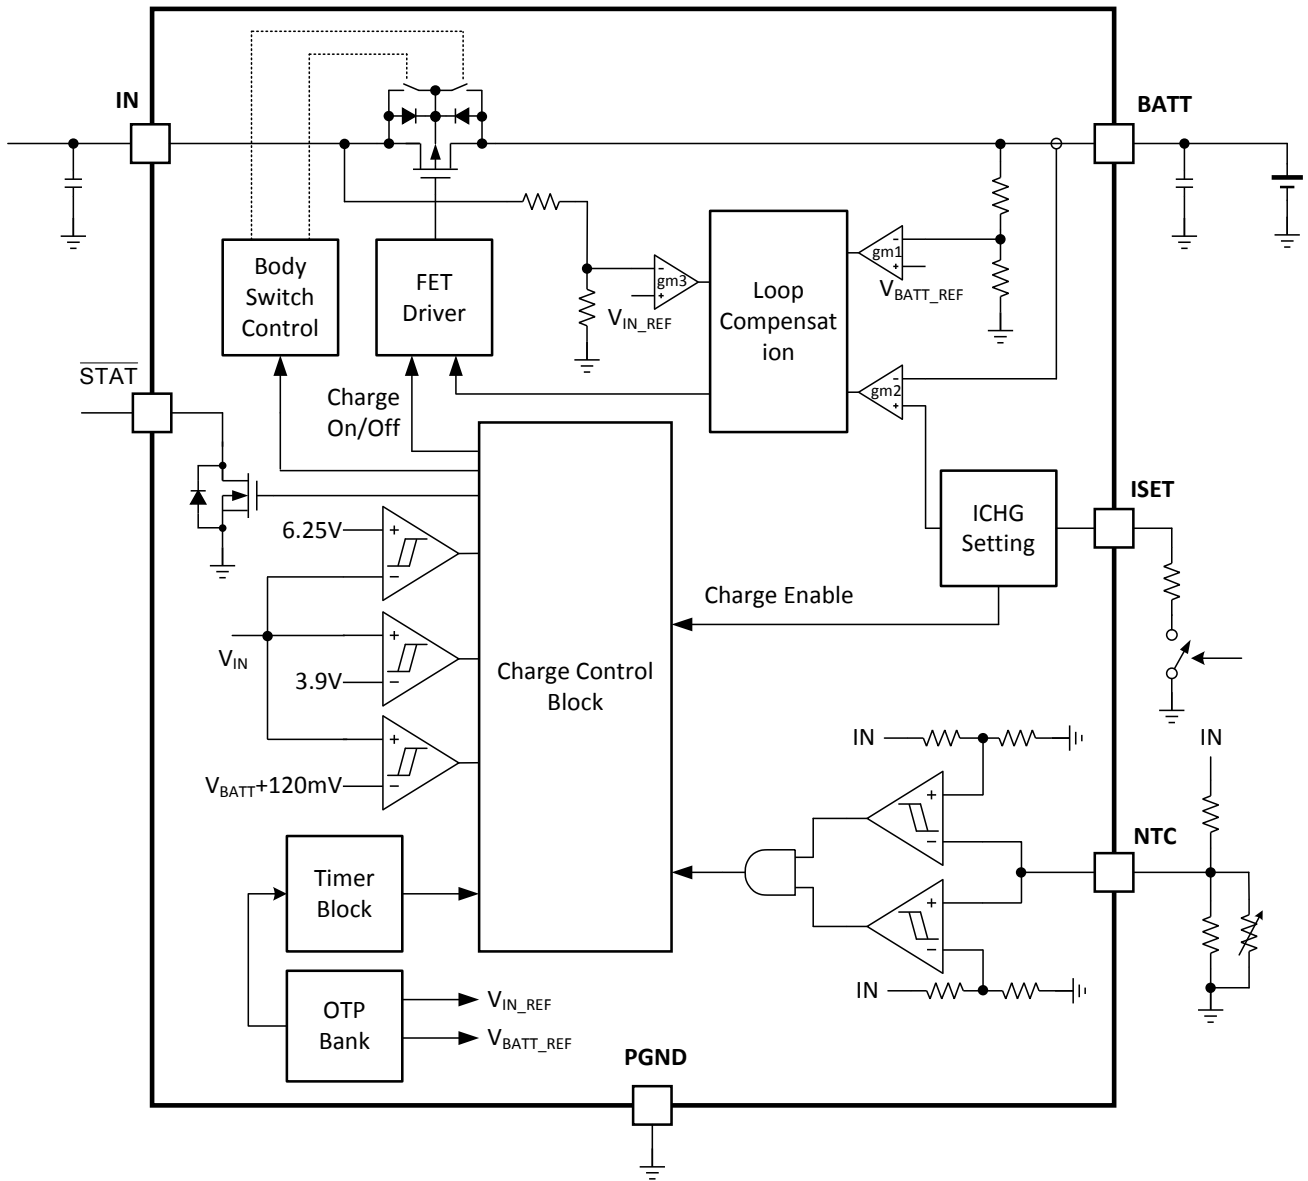 IN
BATT
Body
Switch
Control
FET
Driver
gm3
+
V_IN_REF
Loop
Compensat
ion
gm1
+
V_BATT_REF
STAT
Charge
On/Off
gm2
+
ISET
ICHG
Setting
6.25V
+
−
Charge Enable
V_IN
+
3.9V
−
Charge Control
Block
+
V_BATT+120mV
−
IN
+
−
IN
NTC
+
−
IN
Timer
Block
OTP
Bank
V_IN_REF
V_BATT_REF
PGND